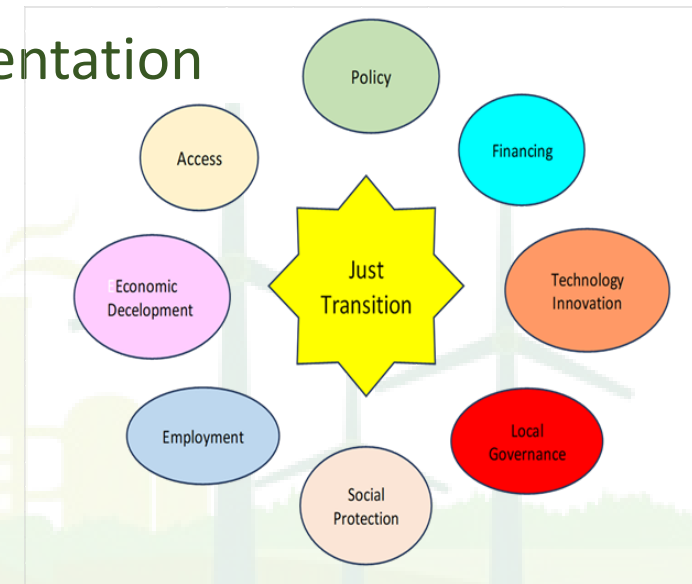 entation
Policy
Financing
Access
Just
Transition
Technology
Innovation
Economic
Decelopment
Local
Governance
Employment
Social
Protection